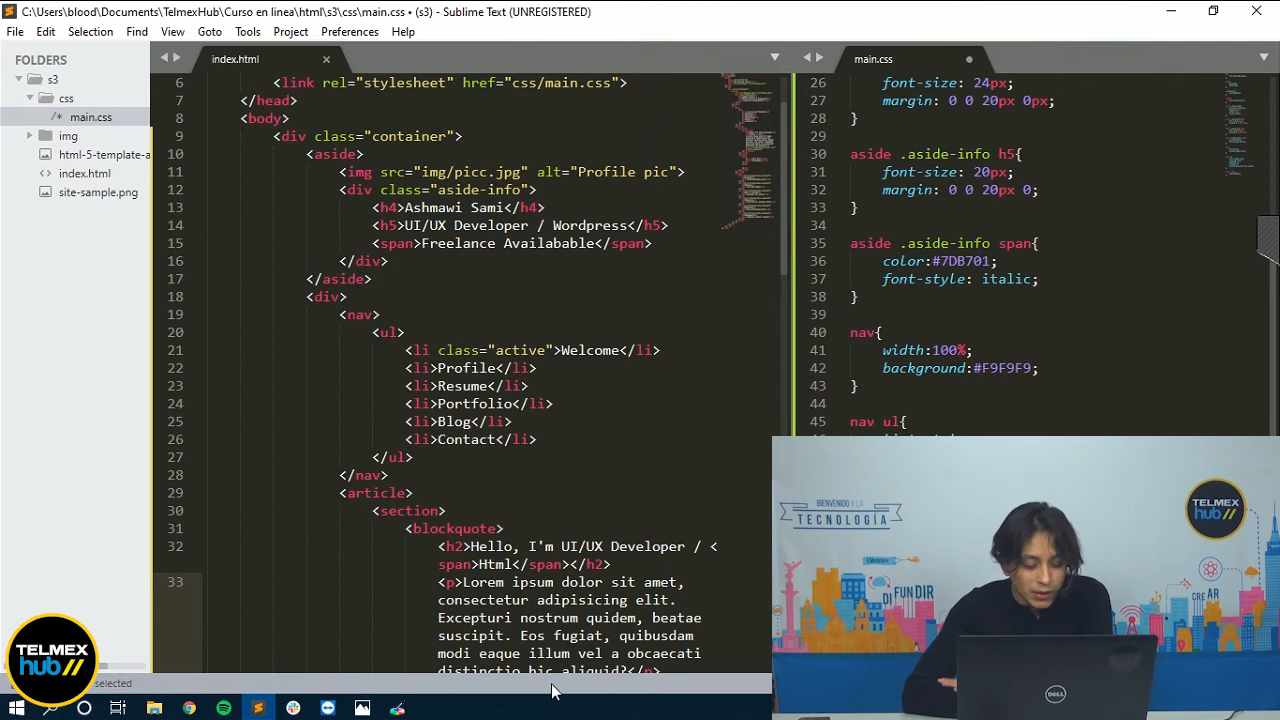 C:\Users\blood\Documents\TelmexHub\Curso en linea\html\s3\css\main.css • (s3) - Sublime Text (UNREGISTERED)
File Edit Selection Find View Goto Tools Project Preferences Help
FOLDERS
s3
css
main.css
img
html-5-template-a
index.html
site-sample.png
index.html
6 <link rel="stylesheet" href="css/main.css">
7 </head>
8 <body>
9 <div class="container">
10 <aside>
11 <img src="img/picc.jpg" alt="Profile pic">
12 <div class="aside-info">
13 <h4>Ashmawi Sami</h4>
14 <h5>UI/UX Developer / Wordpress</h5>
15 <span>Freelance Availabable</span>
16 </div>
17 </aside>
18 <div>
19 <nav>
20 <ul>
21 <li class="active">Welcome</li>
22 <li>Profile</li>
23 <li>Resume</li>
24 <li>Portfolio</li>
25 <li>Blog</li>
26 <li>Contact</li>
27 </ul>
28 </nav>
29 <article>
30 <section>
31 <blockquote>
32 <h2>Hello, I'm UI/UX Developer / <
span>Html</span></h2>
33 <p>Lorem ipsum dolor sit amet,
consectetur adipisicing elit.
Excepturi nostrum quidem, beatae
suscipit. Eos fugiat, quibusdam
modi eaque illum vel a obcaecati
distinctio hic aliquid?</p>
main.css
26 font-size: 24px;
27 margin: 0 0 20px 0px;
28 }
29
30 aside .aside-info h5{
31 font-size: 20px;
32 margin: 0 0 20px 0;
33 }
34
35 aside .aside-info span{
36 color:#7DB701;
37 font-style: italic;
38 }
39
40 nav{
41 width:100%;
42 background:#F9F9F9;
43 }
44
45 nav ul{
BIENVENIDO A LA
TECNOLOGÍA
DIFUNDIR
CREAR
TELMEX
hub //
DELL
TELMEX
hub //
selected